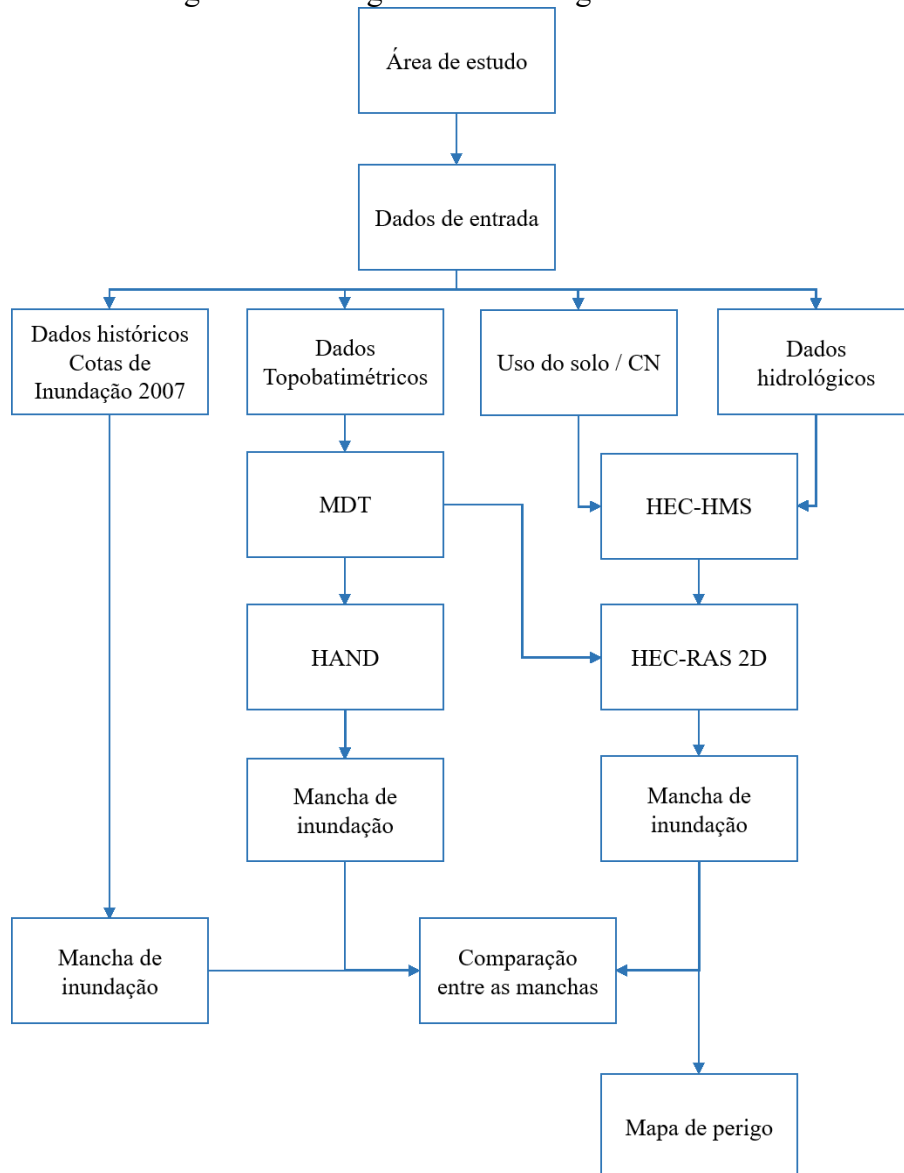 Área de estudo
Dados de entrada
Dados históricos
Cotas de
Inundação 2007
Dados
Topobatimétricos
Uso do solo / CN
Dados
hidrológicos
MDT
HEC-HMS
HAND
HEC-RAS 2D
Mancha de
inundação
Mancha de
inundação
Mancha de
inundação
Comparação
entre as manchas
Mapa de perigo